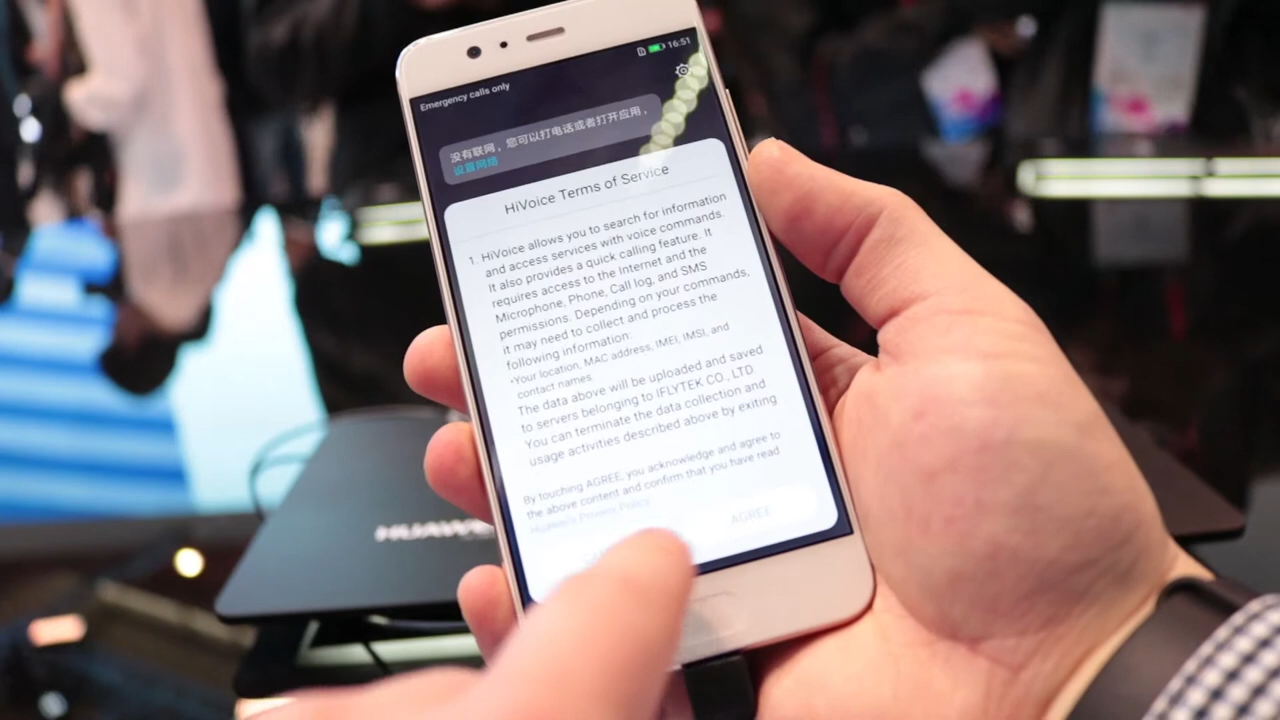 Emergency calls only
16:51
没有联网，您可以打电话或者打开应用，
设置网络
HiVoice Terms of Service
1. HiVoice allows you to search for information
and access services with voice commands.
It also provides a quick calling feature. It
requires access to the Internet and the
Microphone, Phone, Call log, and SMS
permissions. Depending on your commands,
it may need to collect and process the
following information:
•Your location, MAC address, IMEI, IMSI, and
contact names
The data above will be uploaded and saved
to servers belonging to IFLYTEK CO., LTD.
You can terminate the data collection and
usage activities described above by exiting
By touching AGREE, you acknowledge and agree to
the above content and confirm that you have read
Huawei's Privacy Policy
AGREE
HUAWEI